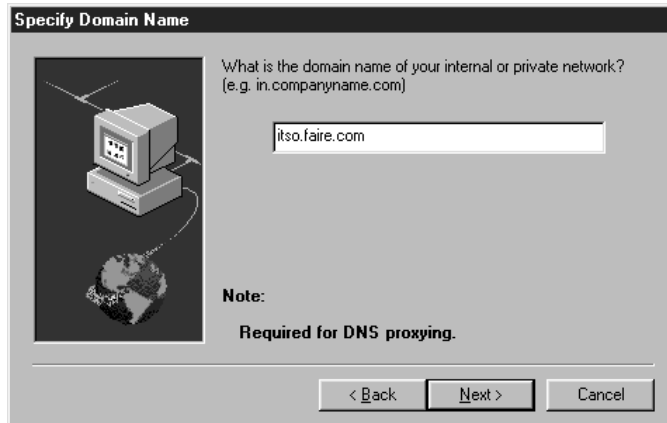 Specify Domain Name
What is the domain name of your internal or private network?
(e.g. in.companyname.com)
itso.faire.com
Note:
Required for DNS proxying.
< Back
Next >
Cancel